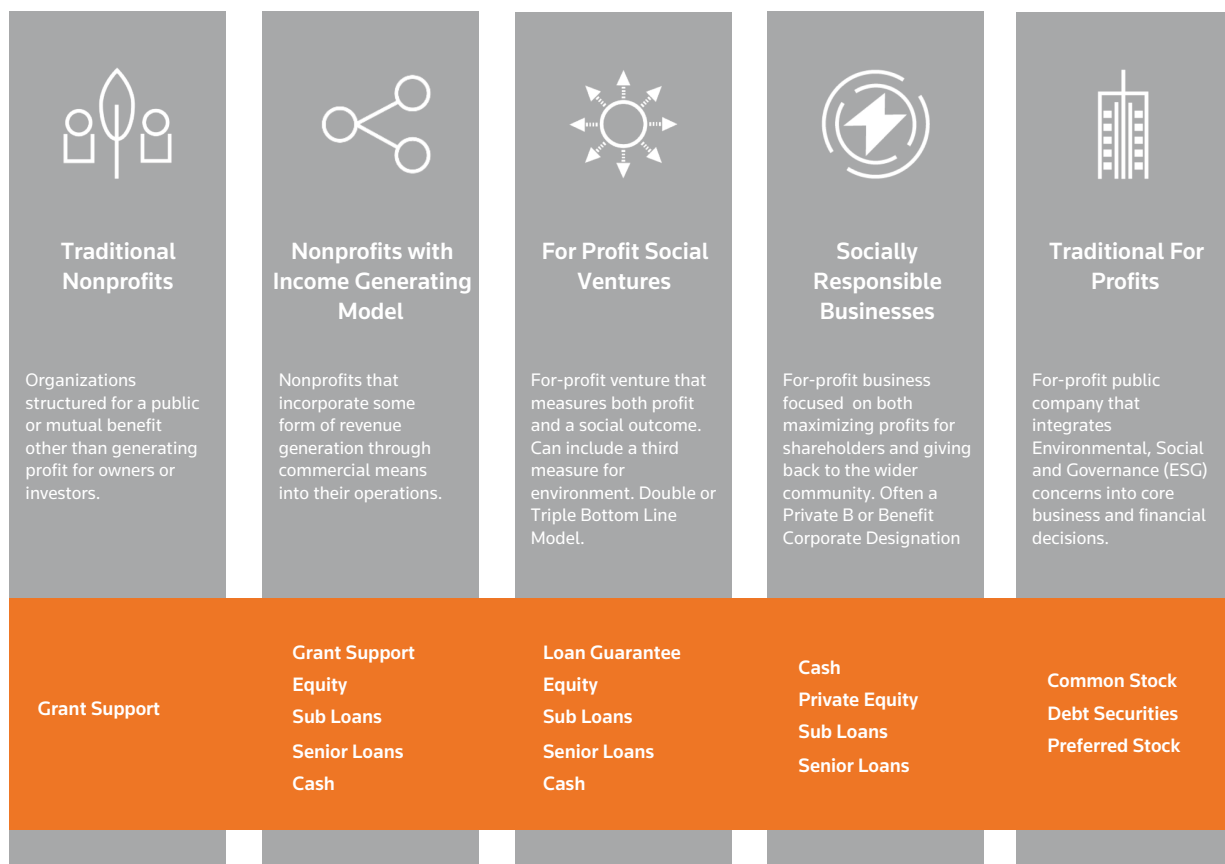 Traditional
Nonprofits
Organizations
structured for a public
or mutual benefit
other than generating
profit for owners or
investors.
Grant Support
Nonprofits with
Income Generating
Model
Nonprofits that
incorporate some
form of revenue
generation through
commercial means
into their operations.
Grant Support
Equity
Sub Loans
Senior Loans
Cash
For Profit Social
Ventures
For-profit venture that
measures both profit
and a social outcome.
Can include a third
measure for
environment. Double or
Triple Bottom Line
Model.
Loan Guarantee
Equity
Sub Loans
Senior Loans
Cash
Socially
Responsible
Businesses
For-profit business
focused on both
maximizing profits for
shareholders and giving
back to the wider
community. Often a
Private B or Benefit
Corporate Designation
Cash
Private Equity
Sub Loans
Senior Loans
Traditional For
Profits
For-profit public
company that
integrates
Environmental, Social
and Governance (ESG)
concerns into core
business and financial
decisions.
Common Stock
Debt Securities
Preferred Stock